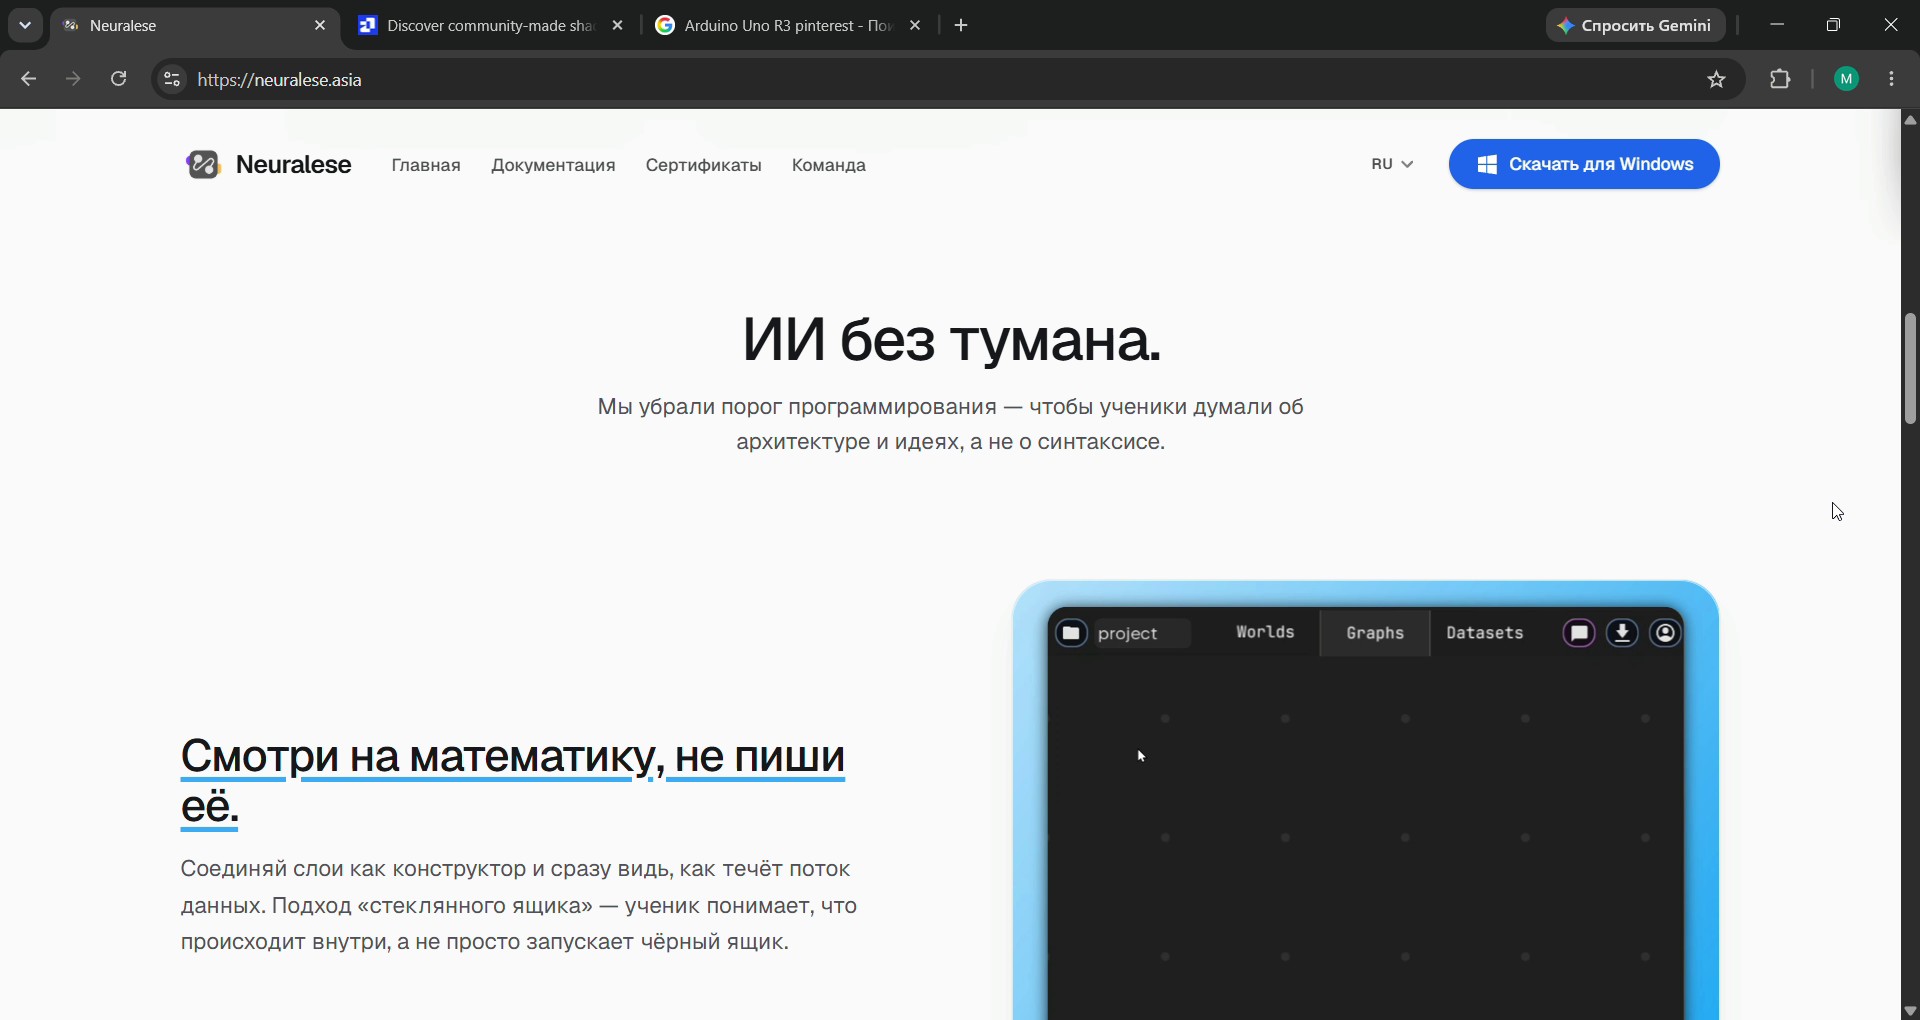 Neuralese
Discover community-made sha
Arduino Uno R3 pinterest - Пои
Спросить Gemini
https://neuralese.asia
M
Neuralese
Главная
Документация
Сертификаты
Команда
RU
Скачать для Windows
ИИ без тумана.
Мы убрали порог программирования — чтобы ученики думали об
архитектуре и идеях, а не о синтаксисе.
project
Worlds
Graphs
Datasets
Смотри на математику, не пиши
её.
Соединяй слои как конструктор и сразу видь, как течёт поток
данных. Подход «стеклянного ящика» — ученик понимает, что
происходит внутри, а не просто запускает чёрный ящик.